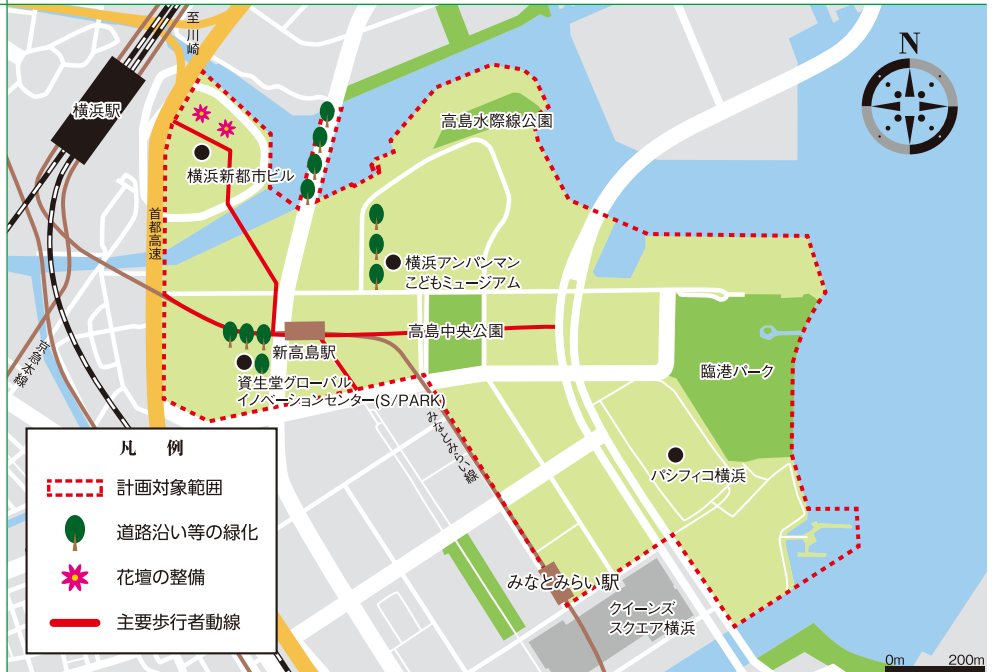 至川崎
N
横浜駅
高島水際線公園
横浜新都市ビル
首都高速
横浜アンパンマン
こどもミュージアム
高島中央公園
新高島駅
京急本線
資生堂グローバル
イノベーションセンター(S/PARK)
臨港パーク
みなとみらい線
パシフィコ横浜
みなとみらい駅
クイーンズ
スクエア横浜
凡 例
計画対象範囲
道路沿い等の緑化
花壇の整備
主要歩行者動線
0m 200m